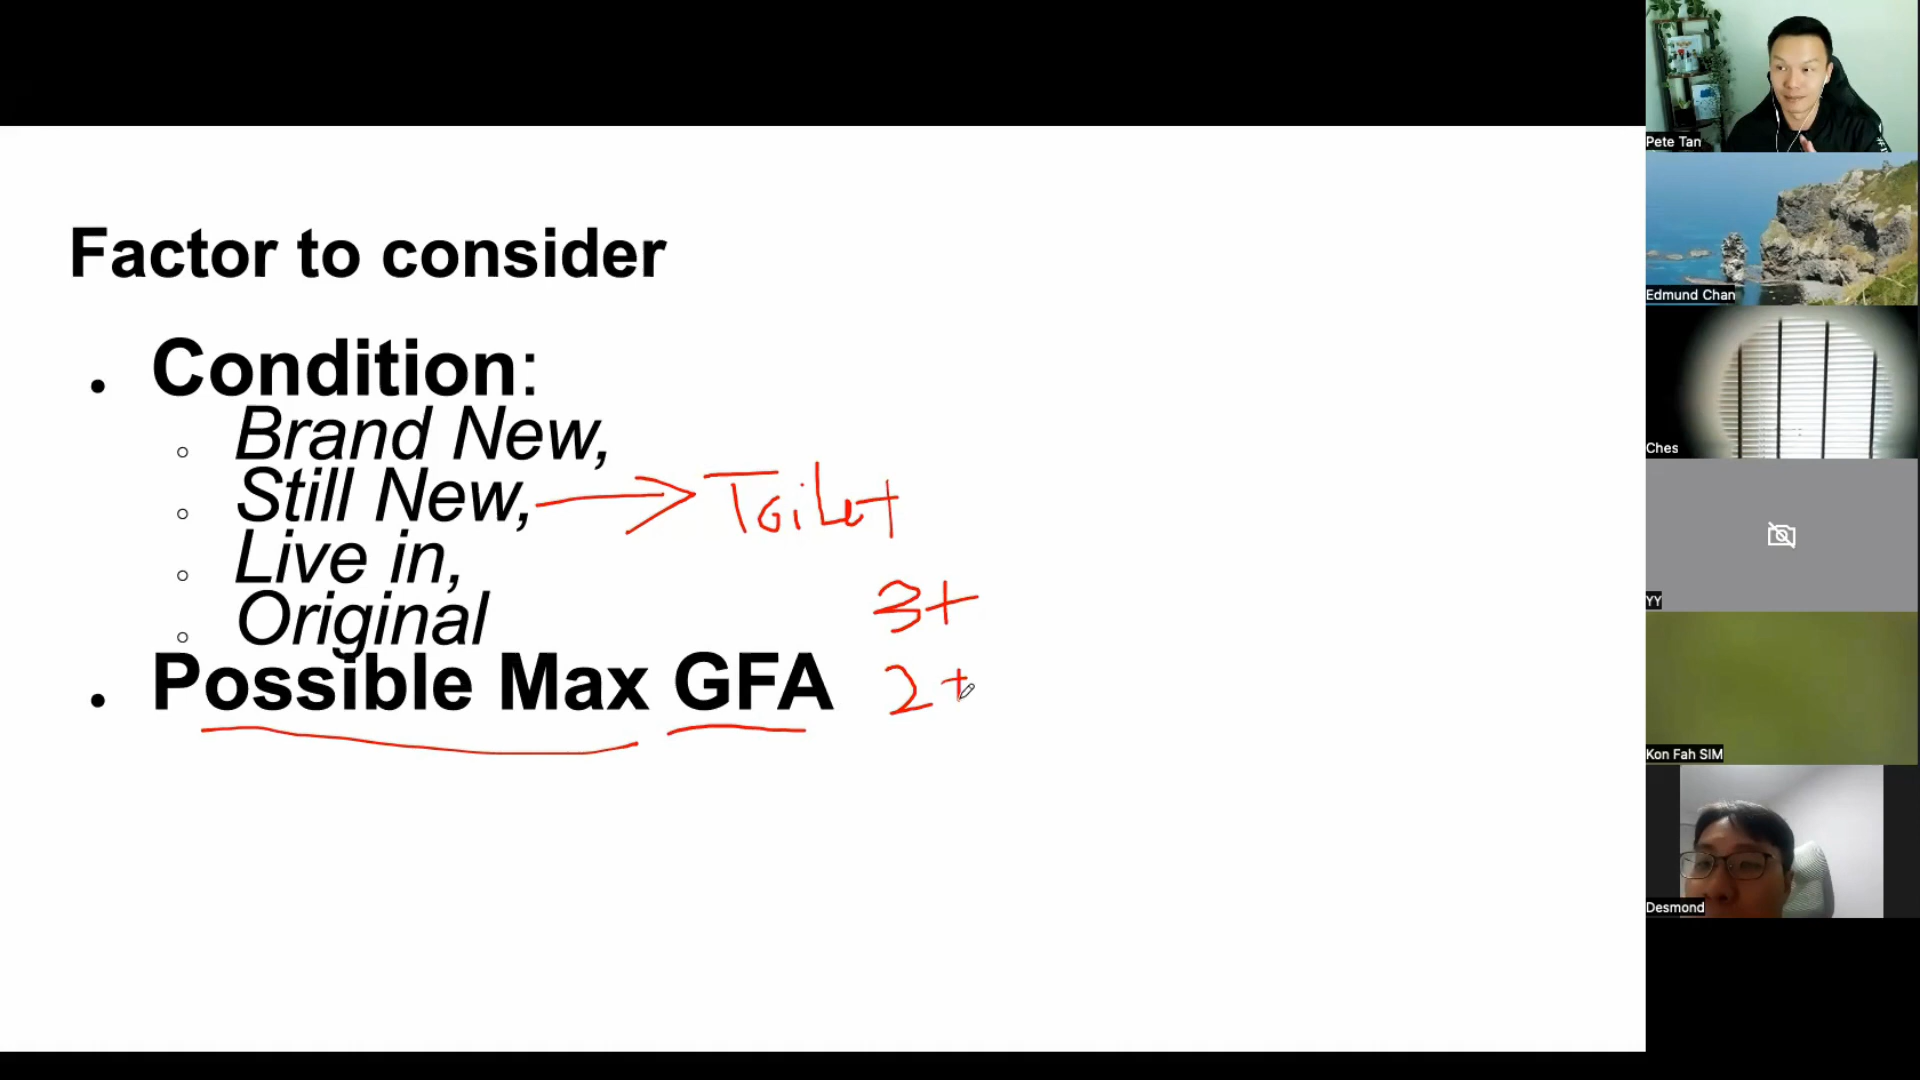 Factor to consider
Condition:
Brand New,
Still New,
Toilet
Live in,
Original
3+
Possible Max GFA
2+
Pete Tan
Edmund Chan
Ches
YY
Kon Fah SIM
Desmond